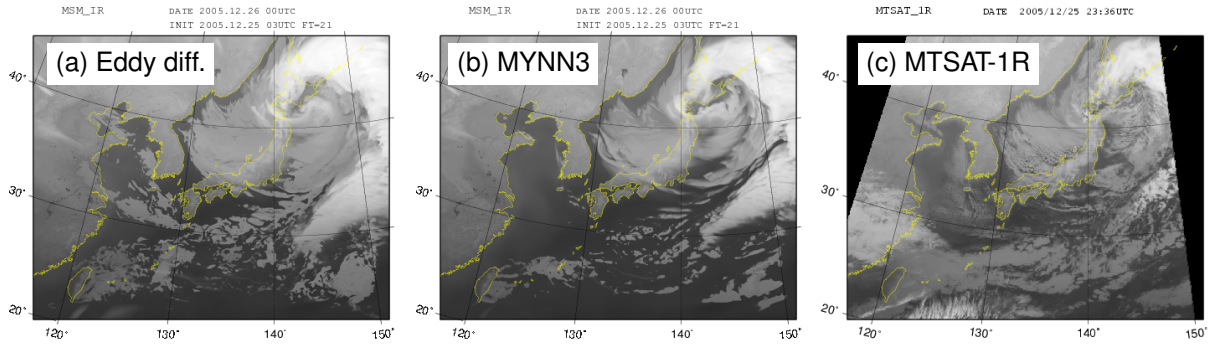 MSM_IR DATE 2005.12.26 00UTC
INIT 2005.12.25 03UTC FT=21
(a) Eddy diff.
40°
30°
20°
120° 130° 140° 150°
MSM_IR DATE 2005.12.26 00UTC
INIT 2005.12.25 03UTC FT=21
(b) MYNN3
40°
30°
20°
120° 130° 140° 150°
MTSAT_1R DATE 2005/12/25 23:36UTC
(c) MTSAT-1R
40°
30°
20°
120° 130° 140° 150°